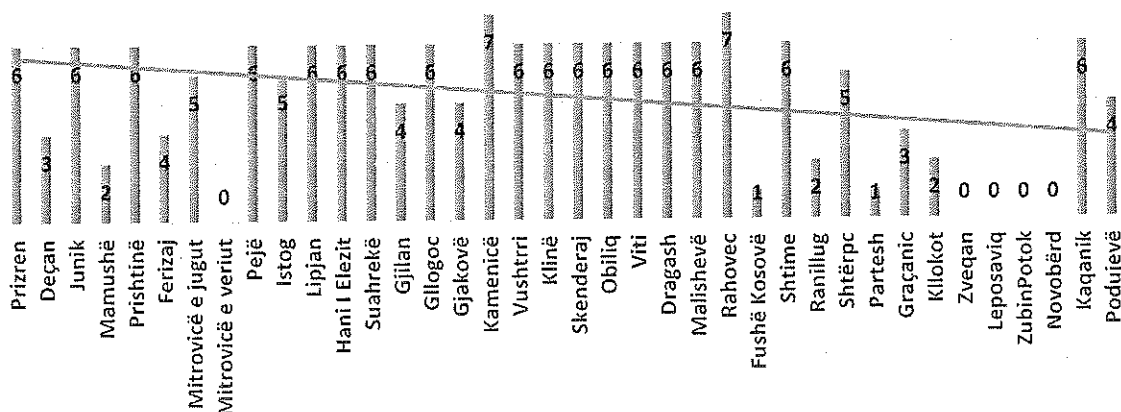 6
3
6
2
6
4
5
0
6
5
6
6
6
4
6
4
7
6
6
6
6
6
6
6
7
1
6
2
5
1
3
2
0
0
0
0
6
4
Prizren
Deçan
Junik
Mamushë
Prishtinë
Ferizaj
Mitrovicë e jugut
Mitrovicë e veriut
Pejë
Istog
Lipjan
Hani I Elezit
Suahrekë
Gjilan
Gllogoc
Gjakovë
Kamenicë
Vushtrri
Klinë
Skenderaj
Obiliq
Viti
Dragash
Malishevë
Rahovec
Fushë Kosovë
Shtime
Ranillug
Shtërpc
Partesh
Graçanic
Kllokot
Zveqan
Leposaviq
ZubinPotok
Novobërd
Kaqanik
Poduievë